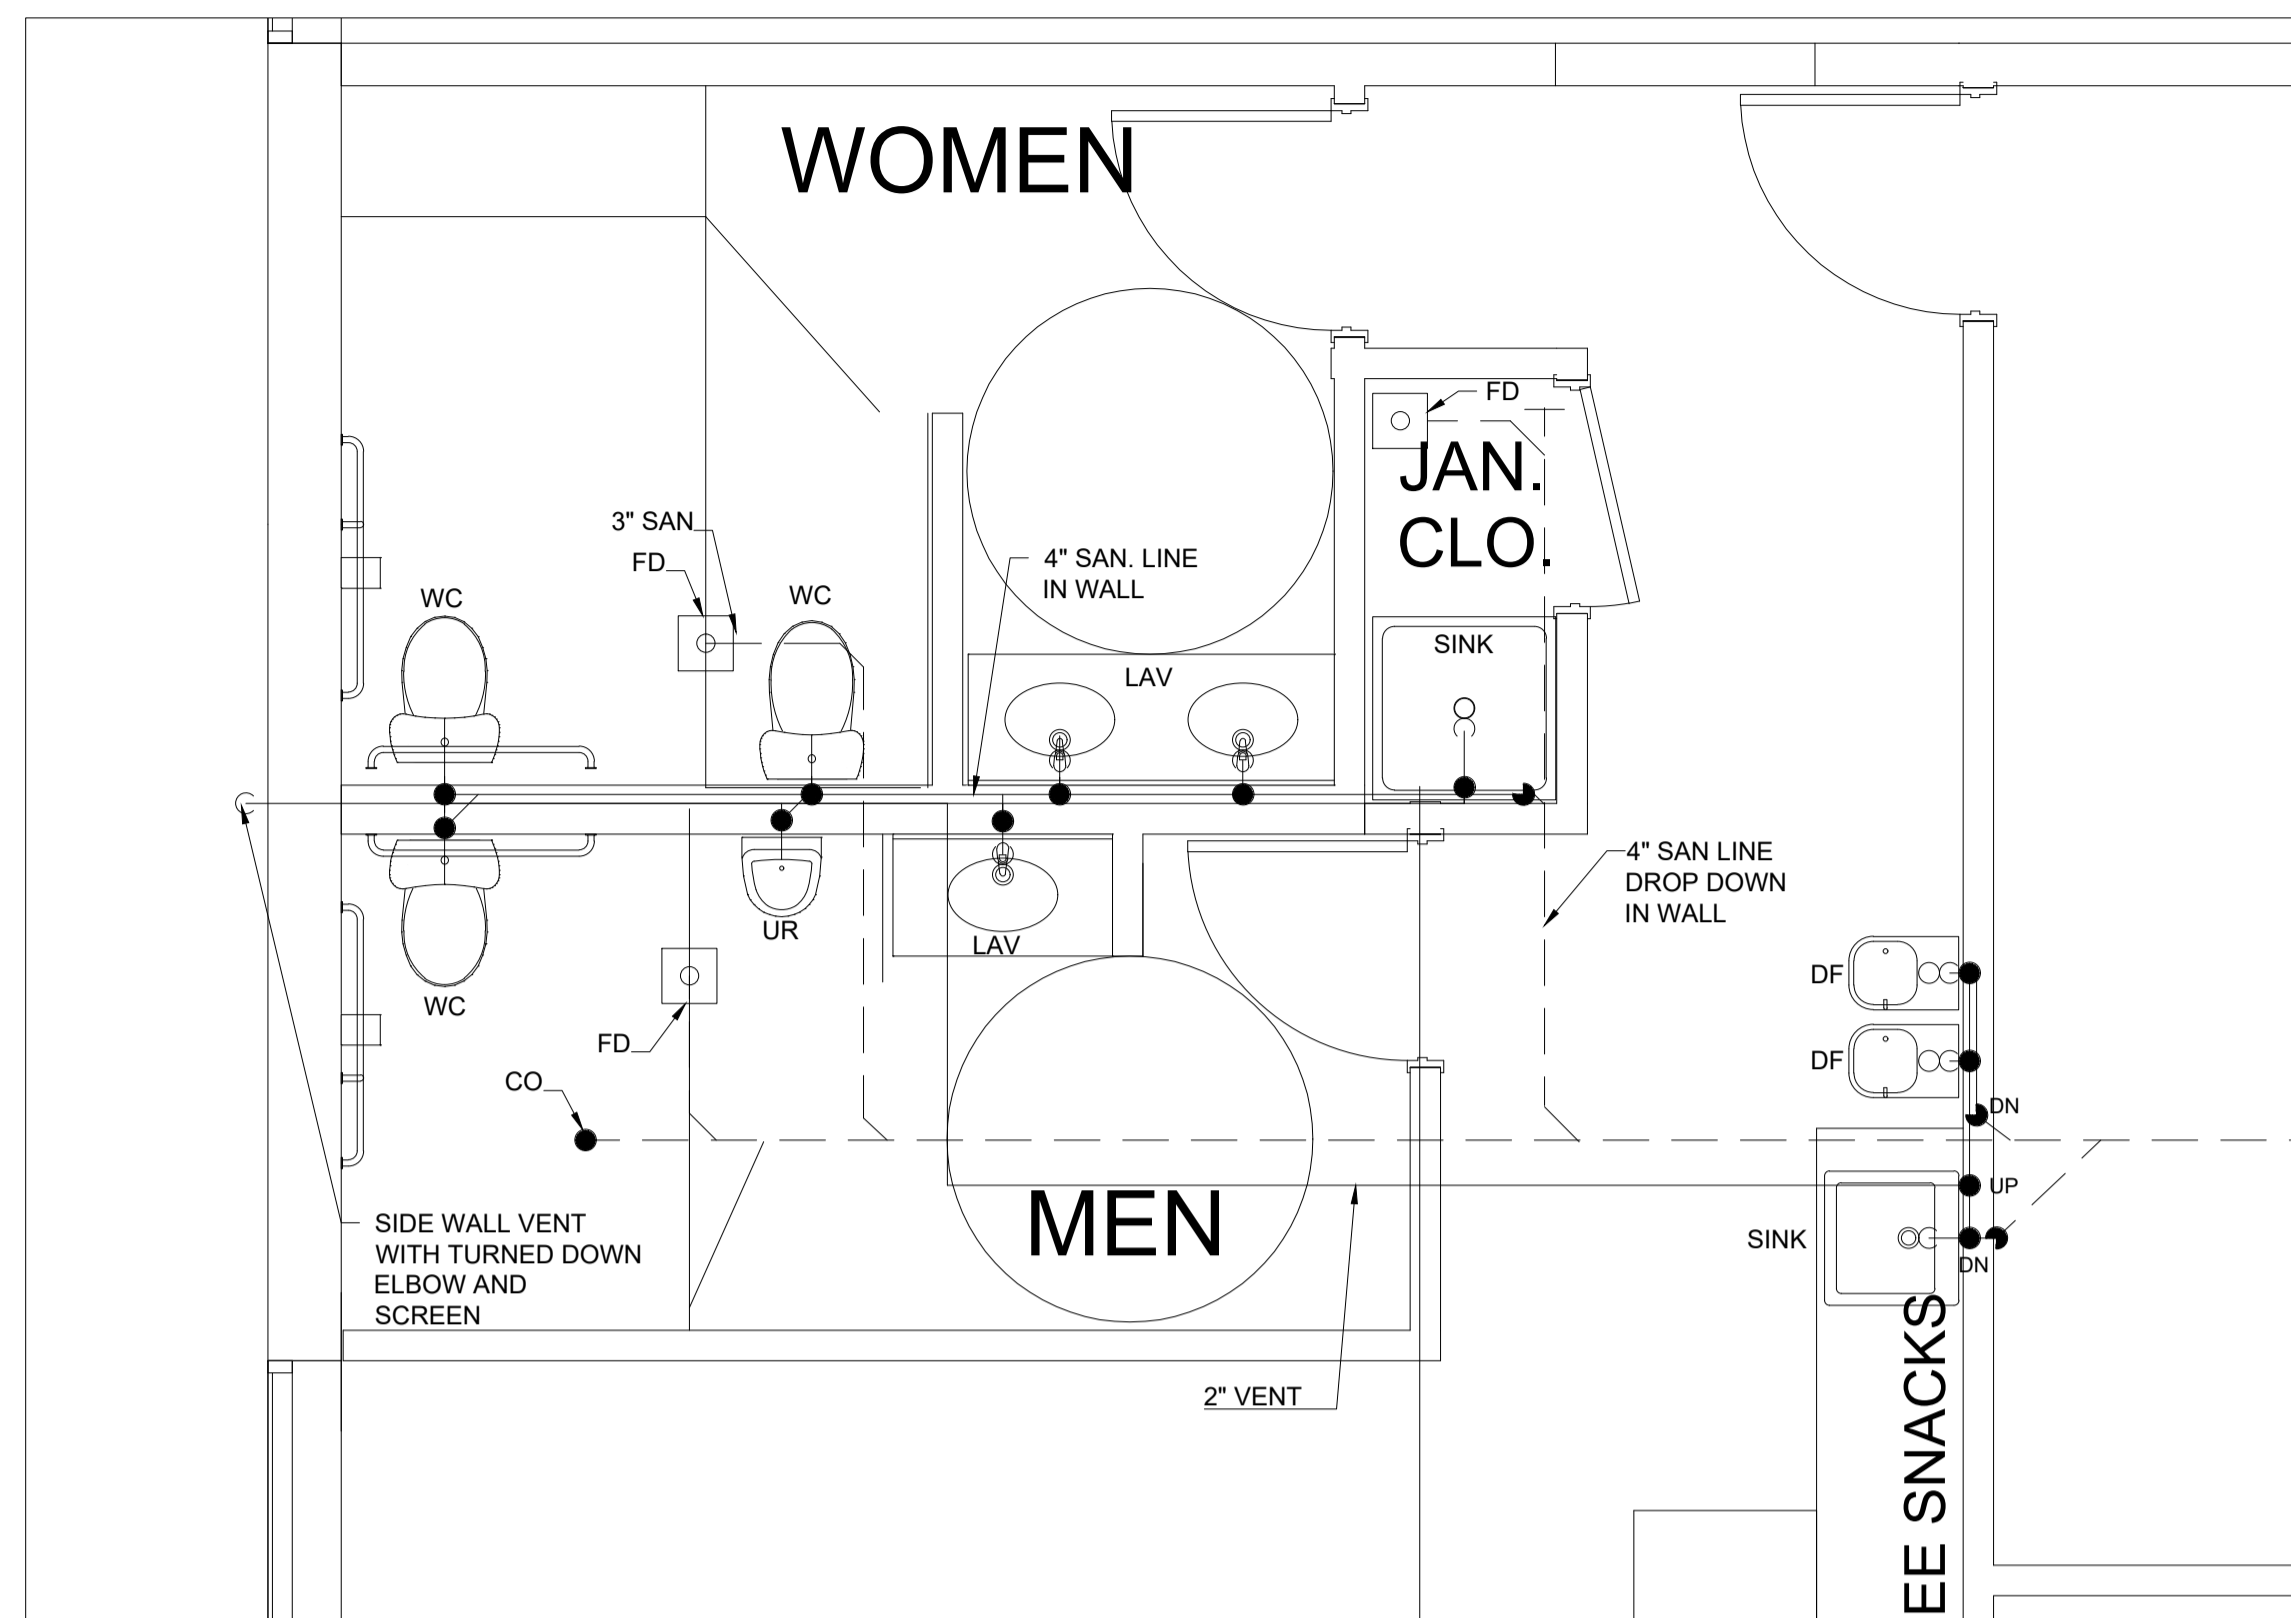 WOMEN
FD
JAN.
CLO.
3" SAN
FD
4" SAN. LINE
IN WALL
WC
WC
SINK
LAV
4" SAN LINE
DROP DOWN
IN WALL
UR
LAV
WC
DF
FD
DF
CO
DN
MEN
UP
SIDE WALL VENT
WITH TURNED DOWN
ELBOW AND
SCREEN
SINK
DN
2" VENT
EE SNACKS